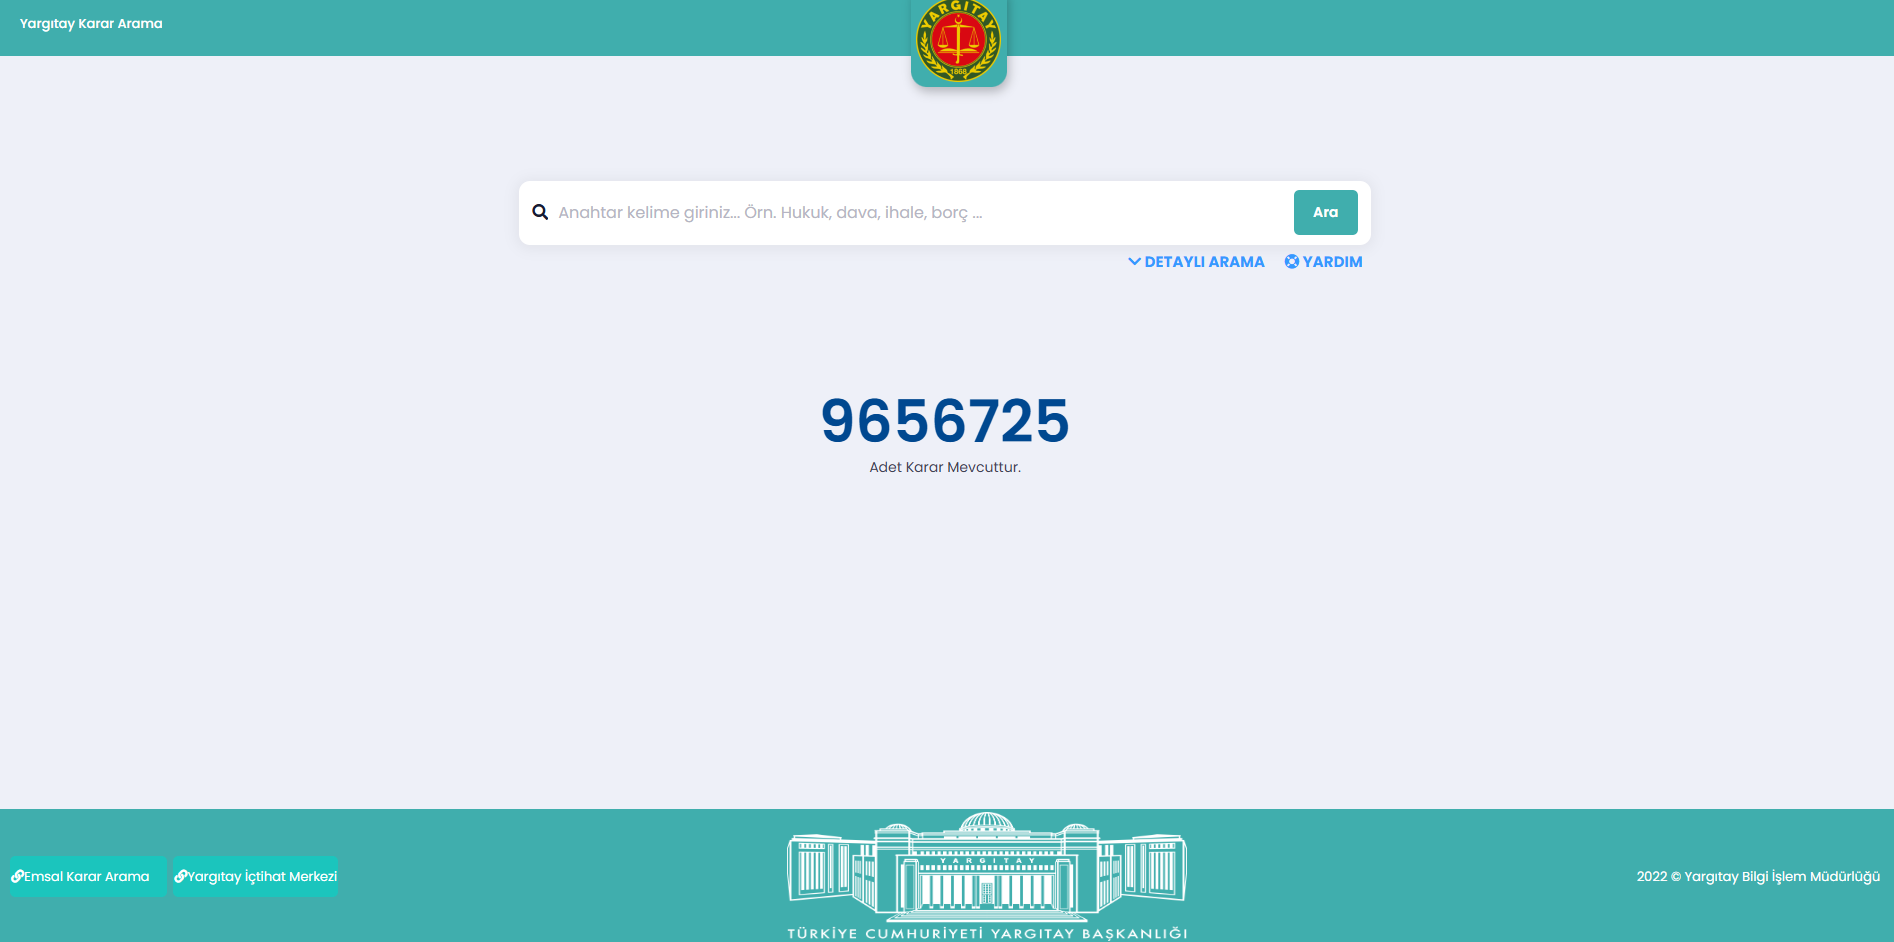 Yargıtay Karar Arama
YARGITAY
1868
Anahtar kelime giriniz... Örn. Hukuk, dava, ihale, borç ...
Ara
DETAYLI ARAMA
YARDIM
9656725
Adet Karar Mevcuttur.
Emsal Karar Arama
Yargıtay İçtihat Merkezi
YARGITAY
TÜRKİYE CUMHURİYETİ YARGITAY BAŞKANLIĞI
2022 © Yargıtay Bilgi İşlem Müdürlüğü